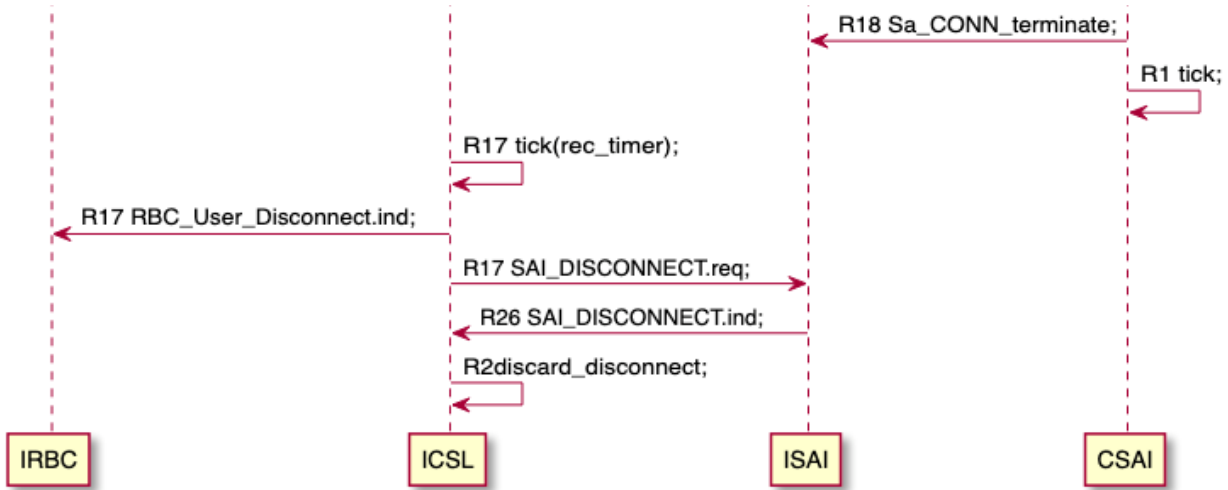 R18 Sa_CONN_terminate;
R1 tick;
R17 tick(rec_timer);
R17 RBC_User_Disconnect.ind;
R17 SAI_DISCONNECT.req;
R26 SAI_DISCONNECT.ind;
R2discard_disconnect;
IRBC ICSL ISAI CSAI